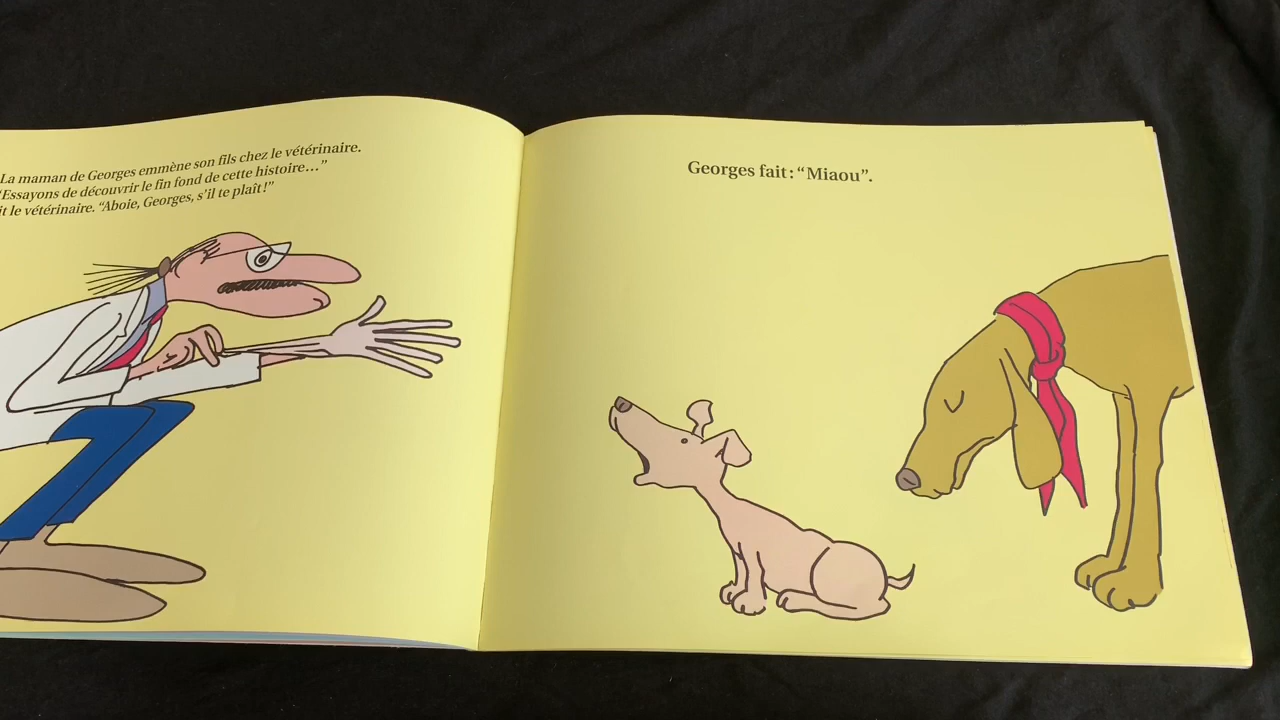 La maman de Georges emmène son fils chez le vétérinaire.
“Essayons de découvrir le fin fond de cette histoire...”
it le vétérinaire. “Aboie, Georges, s’il te plaît !”
Georges fait : “Miaou”.